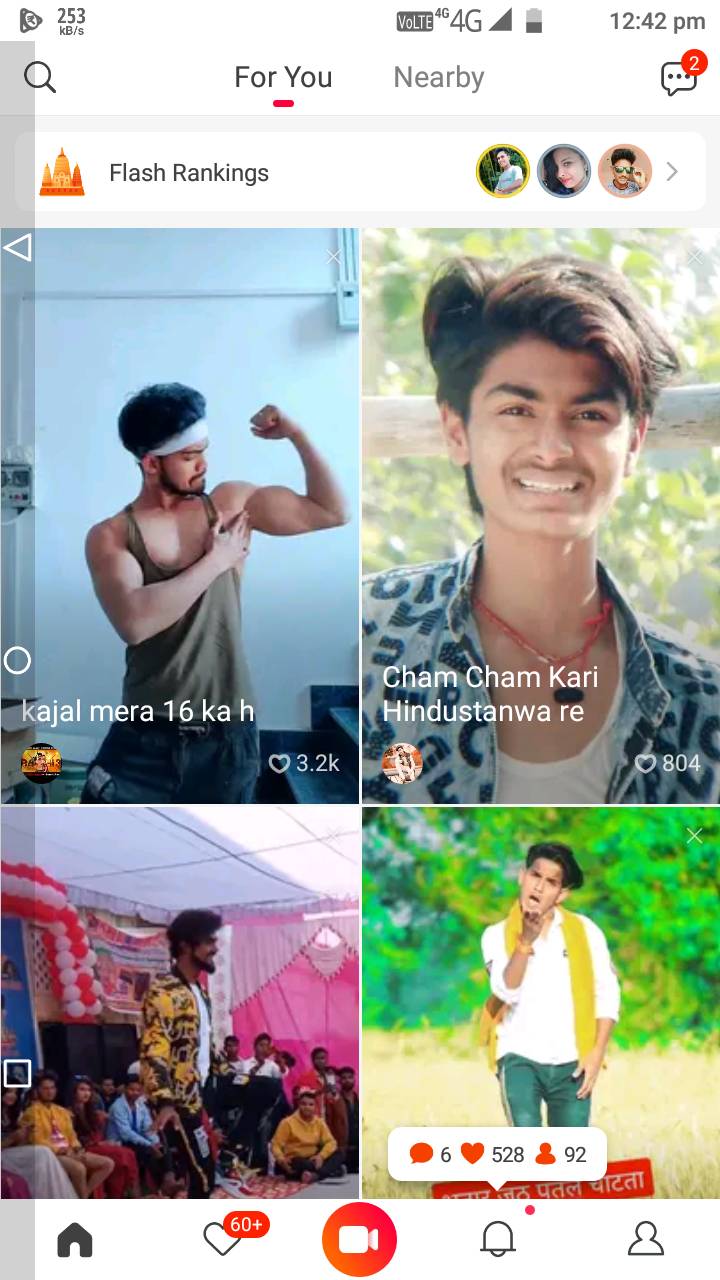 253
kB/s
VoLTE 4G 4G
12:42 pm
For You
Nearby
2
Flash Rankings
kajal mera 16 ka h
3.2k
Cham Cham Kari
Hindustanwa re
804
6 528 92
पतल चाटता
60+